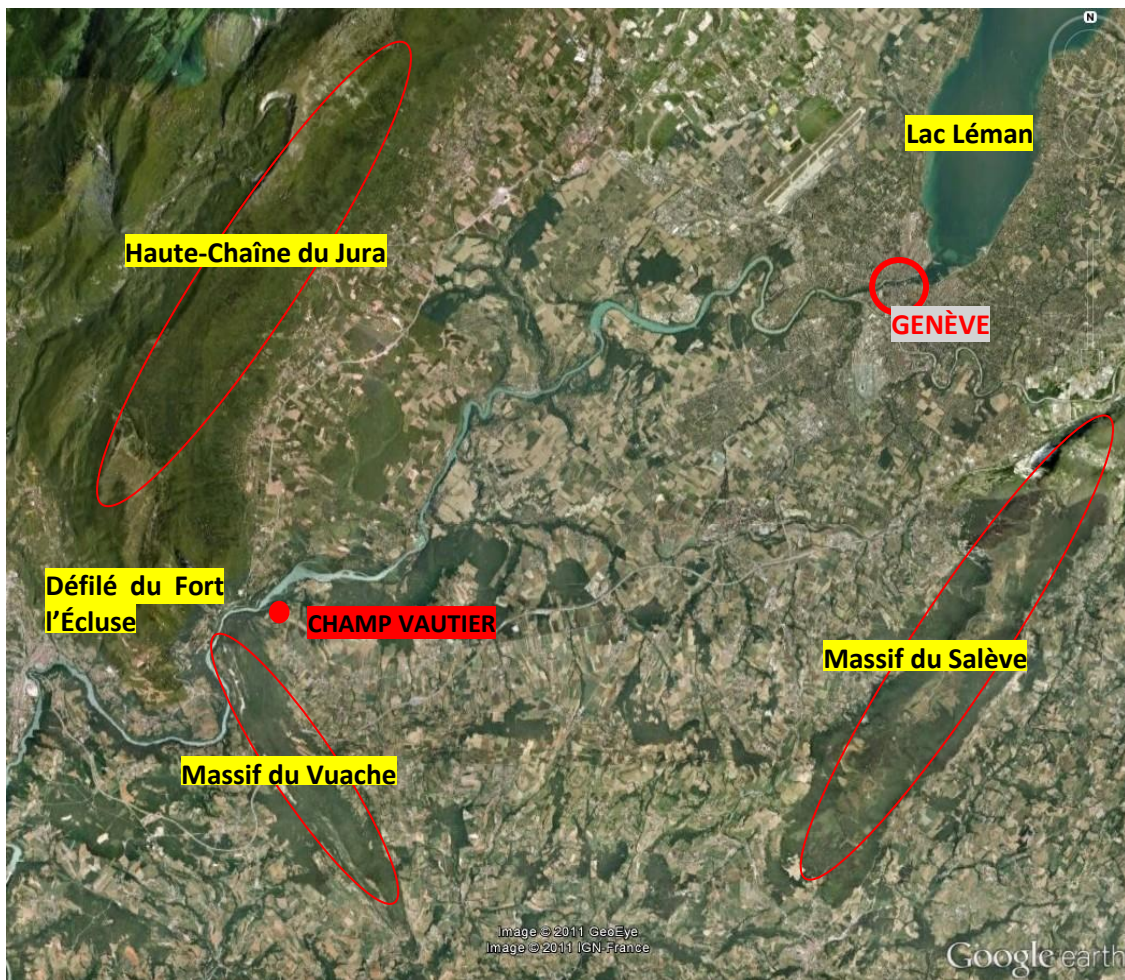 N
Lac Léman
Haute-Chaîne du Jura
GENÈVE
Défilé du Fort
l'Écluse
CHAMP VAUTIER
Massif du Salève
Massif du Vuache
Image © 2011 GeoEye
Image © 2011 IGN-France
Google earth